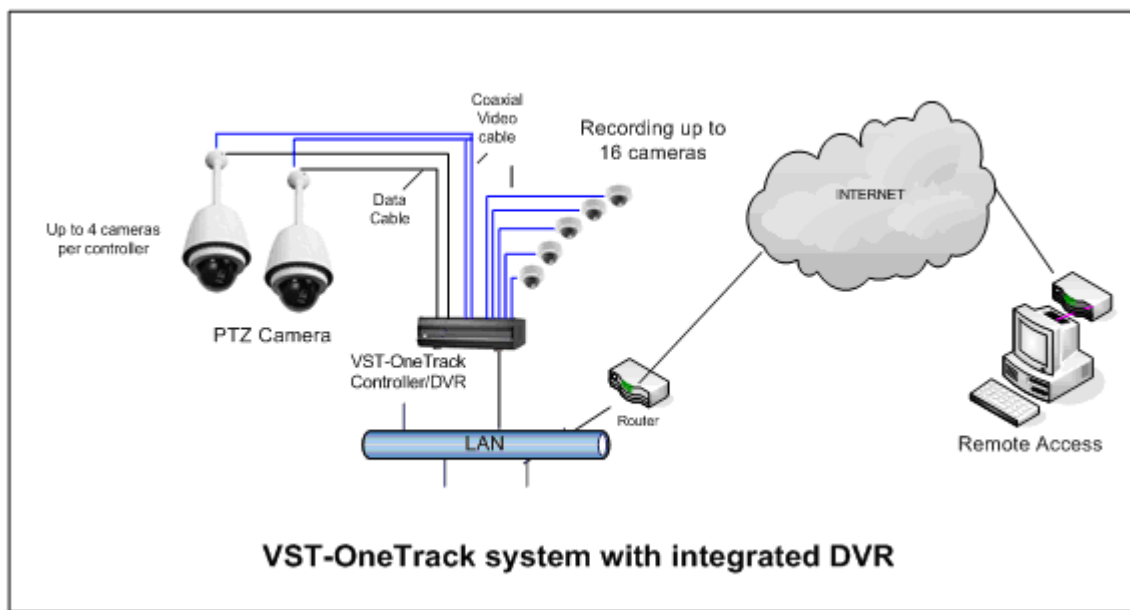 Coaxial
Video
cable
Recording up to
16 cameras
INTERNET
Data
Cable
Up to 4 cameras
per controller
PTZ Camera
VST-OneTrack
Controller/DVR
Router
LAN
Remote Access
VST-OneTrack system with integrated DVR